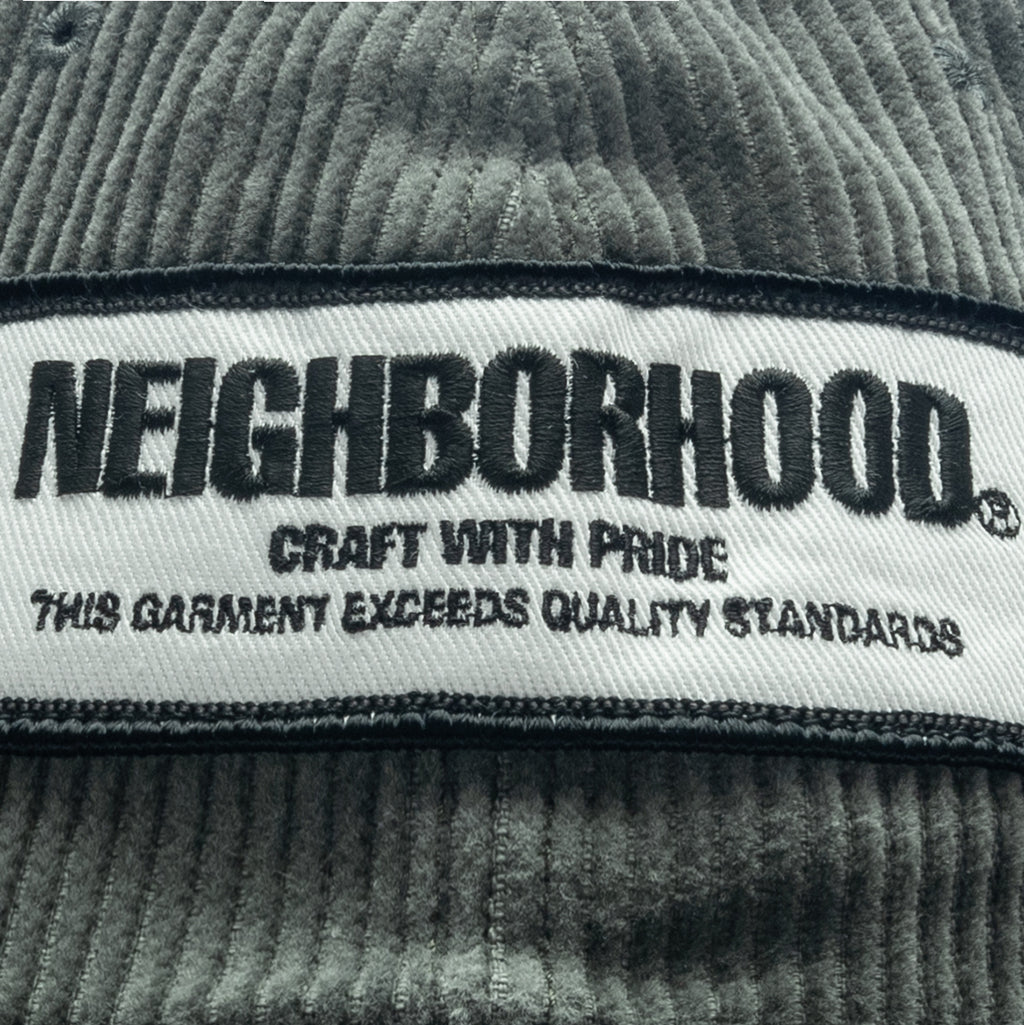 NEIGHBORHOOD®
CRAFT WITH PRIDE
THIS GARMENT EXCEEDS QUALITY STANDARDS